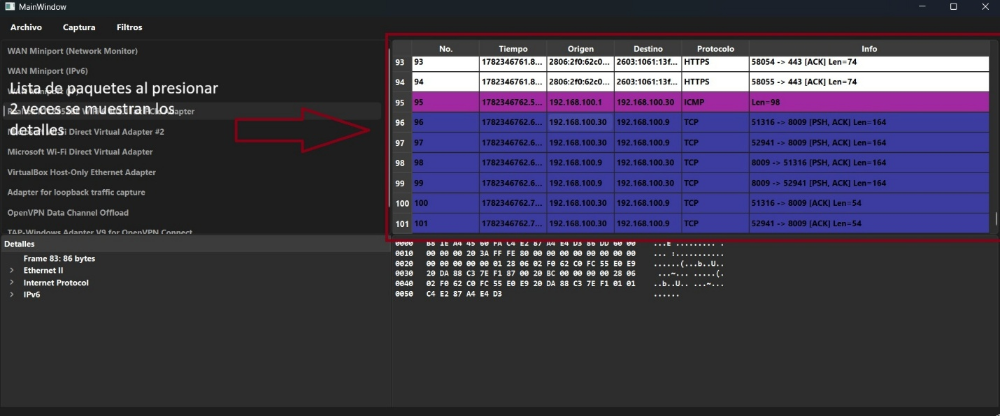 MainWindow
Archivo Captura Filtros
WAN Miniport (Network Monitor)
WAN Miniport (IPv6)
WAN Miniport (IP)
Lista de paquetes al presionar
2 veces se muestran los
detalles
Adapter
Fi Direct Virtual Adapter #2
Microsoft Wi-Fi Direct Virtual Adapter
VirtualBox Host-Only Ethernet Adapter
Adapter for loopback traffic capture
OpenVPN Data Channel Offload
TAP-Windows Adapter V9 for OpenVPN Connect
No. Tiempo Origen Destino Protocolo Info
93 93 1782346761.8... 2806:2f0:62c0... 2603:1061:13f... HTTPS 58054 -> 443 [ACK] Len=74
94 94 1782346761.8... 2806:2f0:62c0... 2603:1061:13f... HTTPS 58055 -> 443 [ACK] Len=74
95 95 1782346762.5... 192.168.100.1 192.168.100.30 ICMP Len=98
96 96 1782346762.6... 192.168.100.30 192.168.100.9 TCP 51316 -> 8009 [PSH, ACK] Len=164
97 97 1782346762.6... 192.168.100.30 192.168.100.9 TCP 52941 -> 8009 [PSH, ACK] Len=164
98 98 1782346762.6... 192.168.100.9 192.168.100.30 TCP 8009 -> 51316 [PSH, ACK] Len=164
99 99 1782346762.6... 192.168.100.9 192.168.100.30 TCP 8009 -> 52941 [PSH, ACK] Len=164
100 100 1782346762.7... 192.168.100.30 192.168.100.9 TCP 51316 -> 8009 [ACK] Len=54
101 101 1782346762.7... 192.168.100.30 192.168.100.9 TCP 52941 -> 8009 [ACK] Len=54
Detalles
Frame 83: 86 bytes
Ethernet II
Internet Protocol
IPv6
0000 B8 1E A4 45 60 FA C4 E2 87 A4 E4 D3 86 DD 60 00 ...E ......... .
0010 00 00 00 20 3A FF FE 80 00 00 00 00 00 00 00 00 ... :...........
0020 00 00 00 00 00 01 28 06 02 F0 62 C0 FC 55 E0 E9 ......(...b..U..
0030 20 DA 88 C3 7E F1 87 00 20 BC 00 00 00 00 28 06 ...~... .....(.
0040 02 F0 62 C0 FC 55 E0 E9 20 DA 88 C3 7E F1 01 01 ..b..U.. ...~...
0050 C4 E2 87 A4 E4 D3 ......